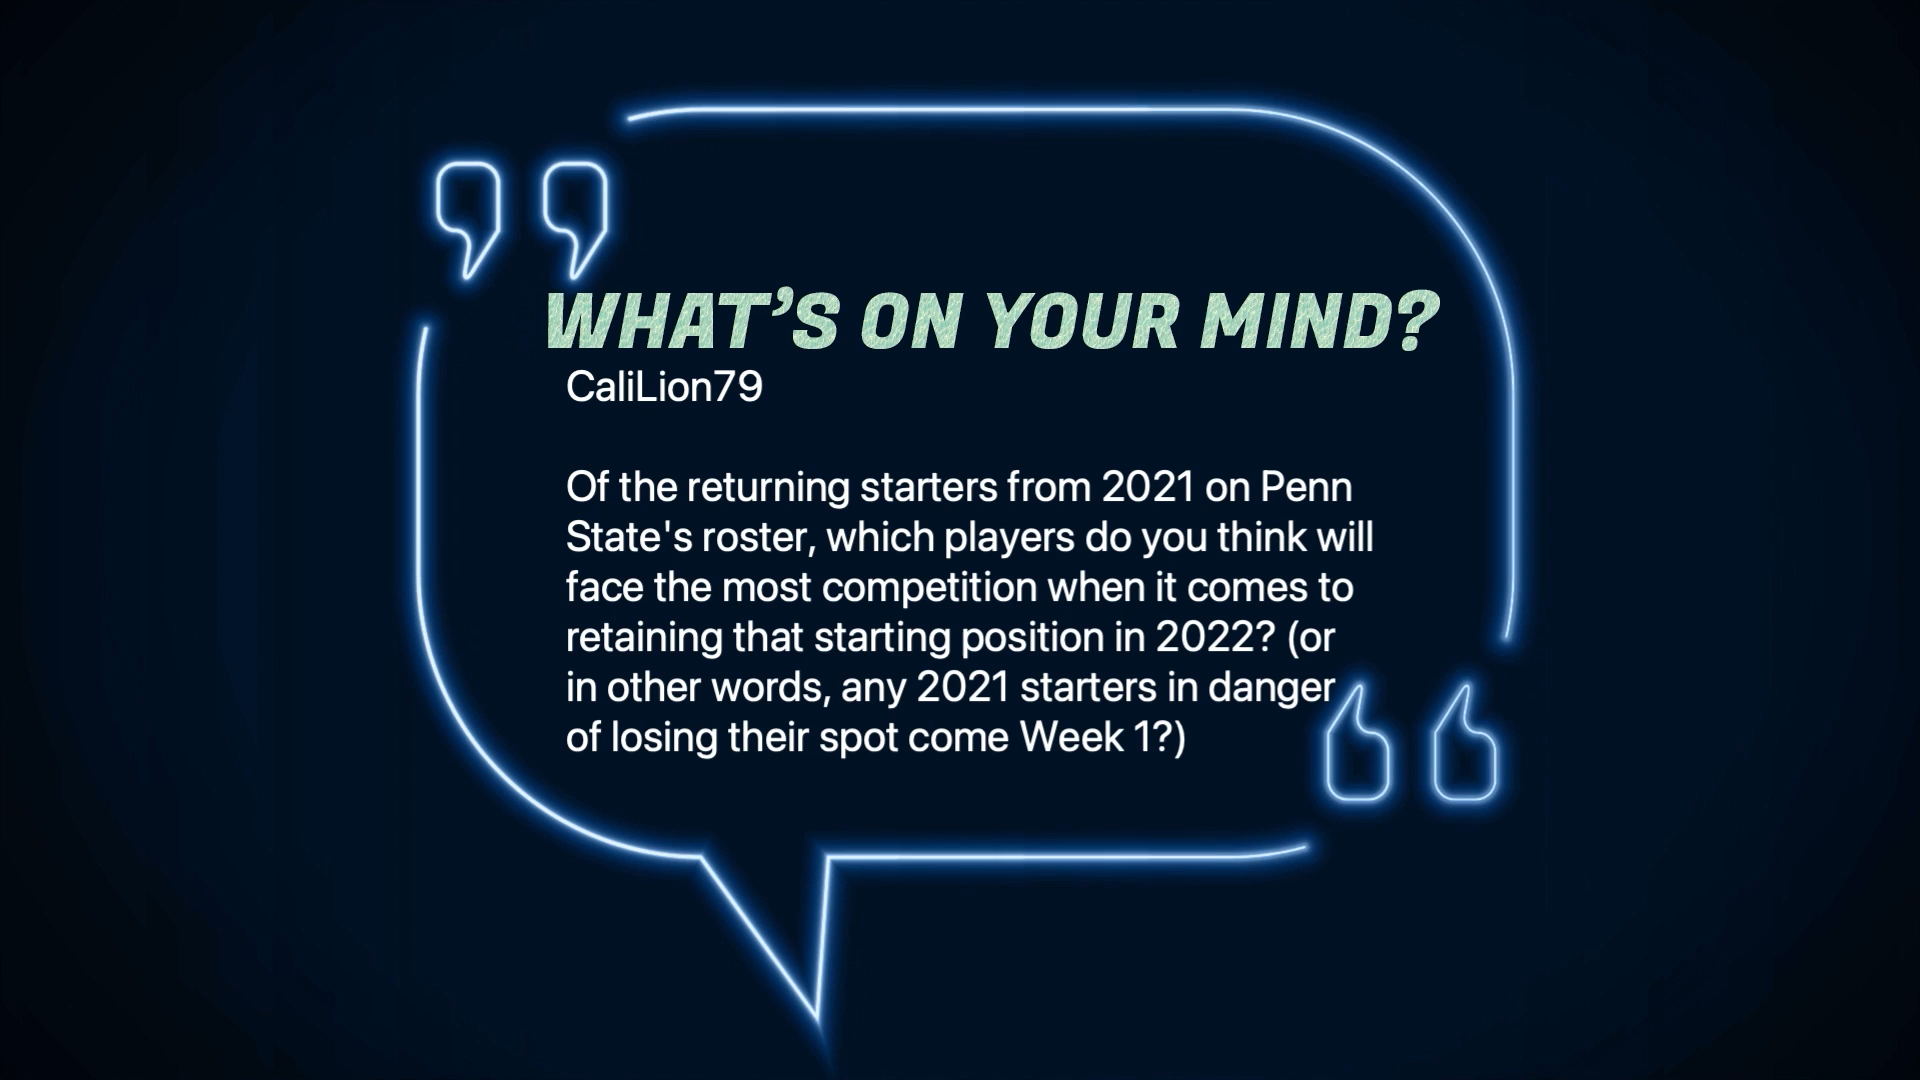 WHAT’S ON YOUR MIND?
CaliLion79
Of the returning starters from 2021 on Penn
State's roster, which players do you think will
face the most competition when it comes to
retaining that starting position in 2022? (or
in other words, any 2021 starters in danger
of losing their spot come Week 1?)